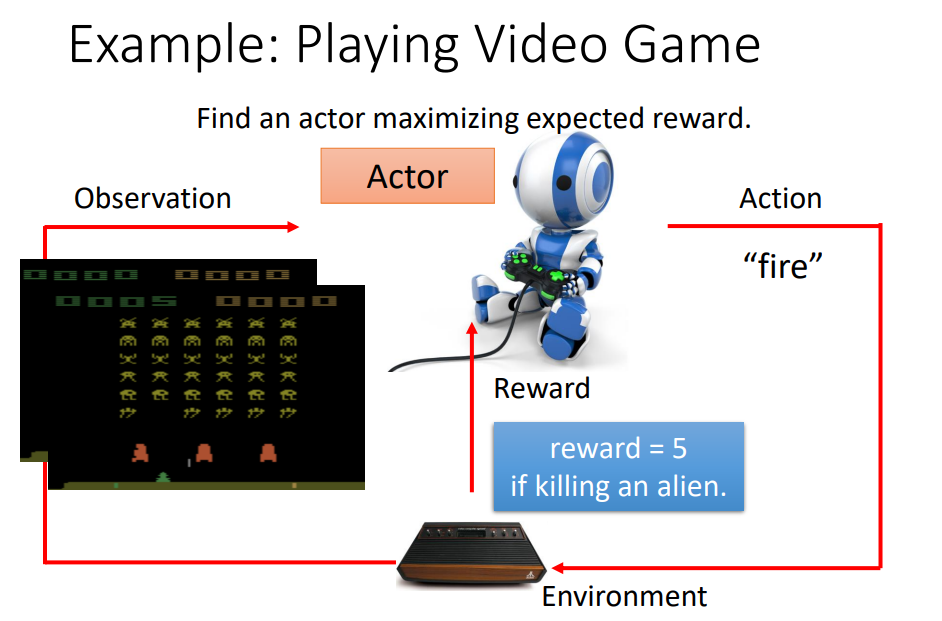 Example: Playing Video Game
Find an actor maximizing expected reward.
Actor
Observation
Action
“fire”
0000 0000
0005 0000
Reward
reward = 5
if killing an alien.
Environment